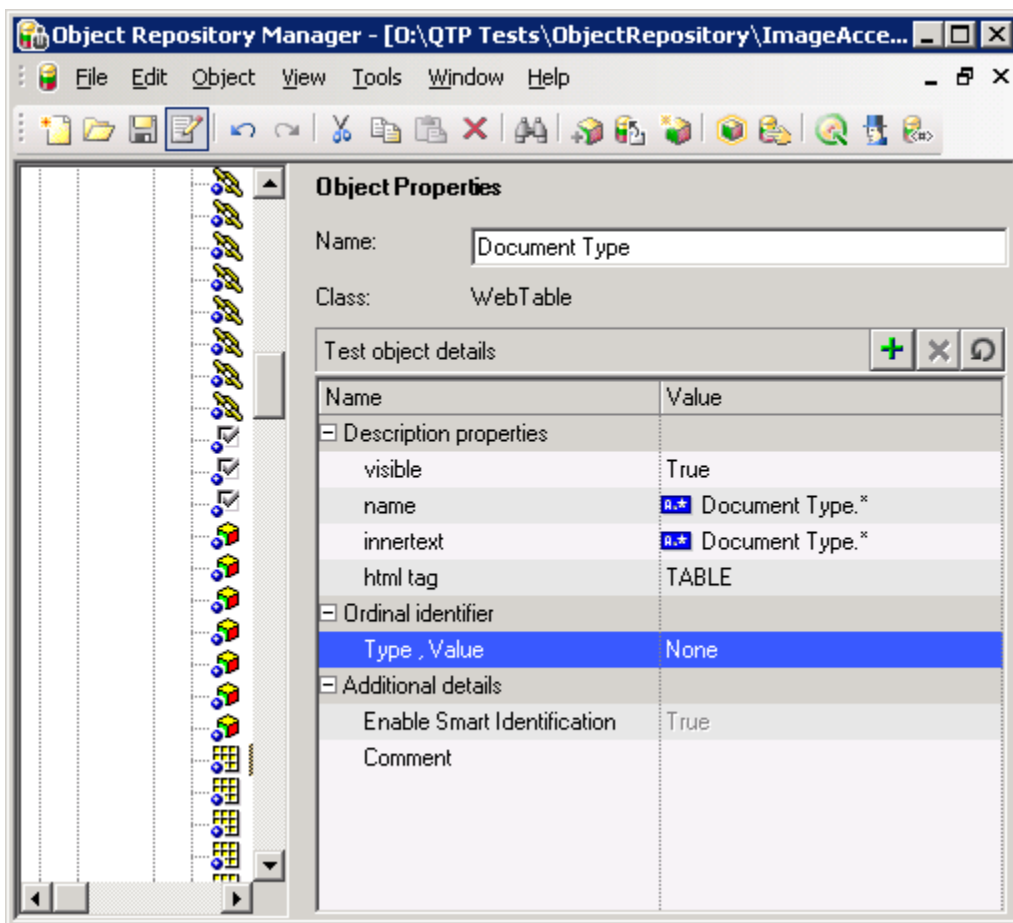 Object Repository Manager - [O:\QTP Tests\ObjectRepository\ImageAcce...
File Edit Object View Tools Window Help
Object Properties
Name: Document Type
Class: WebTable
Test object details
Name Value
Description properties
visible True
name Document Type.*
innertext Document Type.*
html tag TABLE
Ordinal identifier
Type , Value None
Additional details
Enable Smart Identification True
Comment